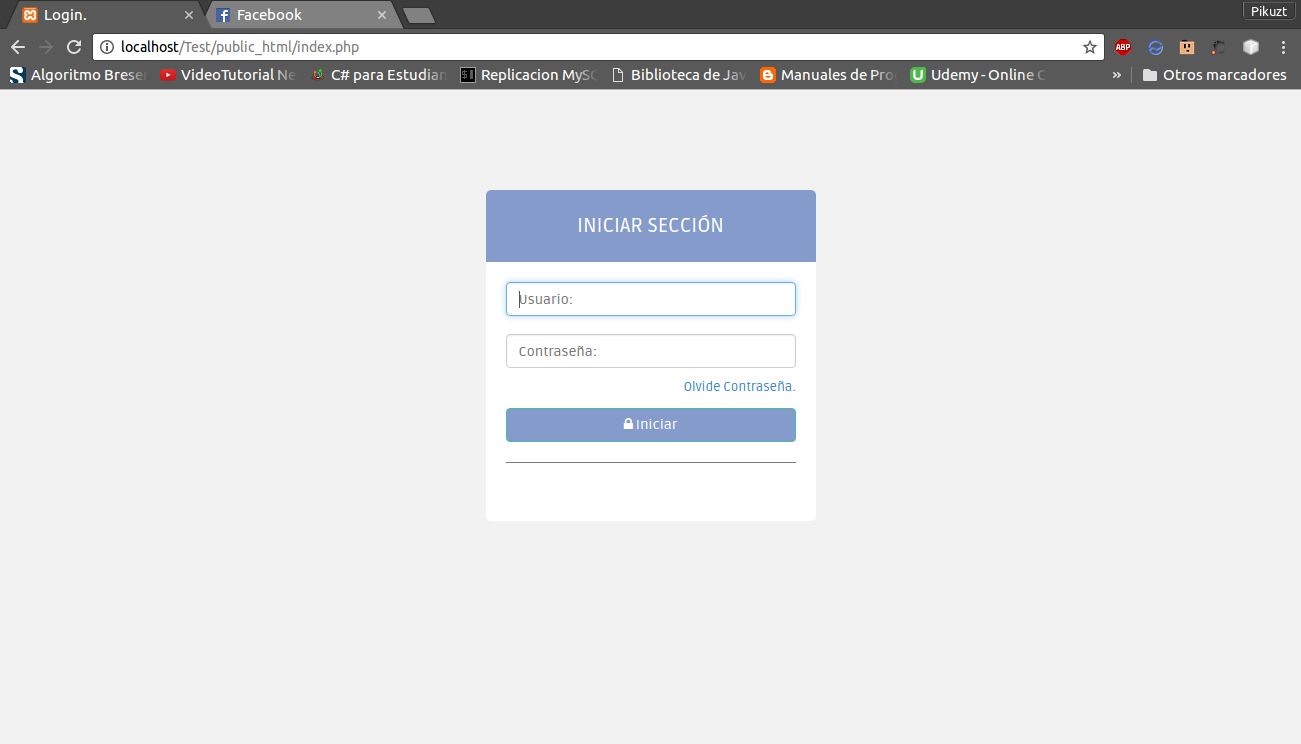 Login.
Facebook
Pikuzt
localhost/Test/public_html/index.php
ABP
Algoritmo Brese
VideoTutorial Ne
C# para Estudian
Replicacion MySC
Biblioteca de Jav
Manuales de Pro
Udemy - Online C
»
Otros marcadores
INICIAR SECCIÓN
Usuario:
Contraseña:
Olvide Contraseña.
Iniciar